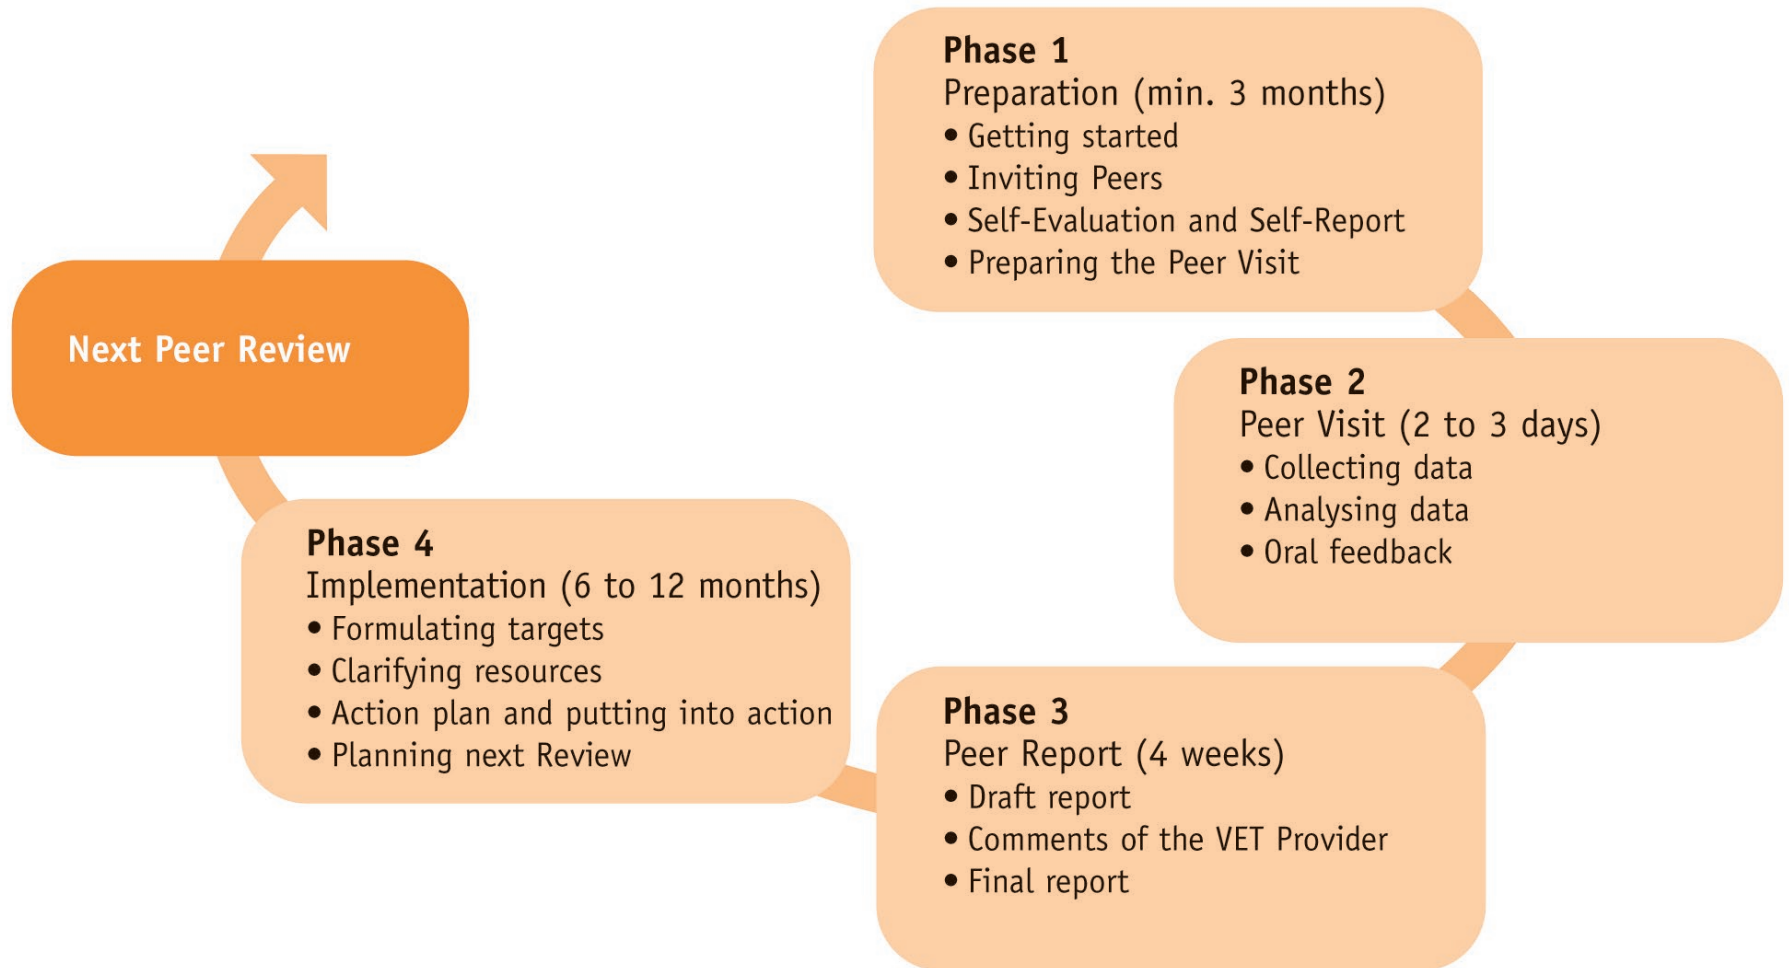 Phase 1
Preparation (min. 3 months)
• Getting started
• Inviting Peers
• Self-Evaluation and Self-Report
• Preparing the Peer Visit
Phase 2
Peer Visit (2 to 3 days)
• Collecting data
• Analysing data
• Oral feedback
Phase 3
Peer Report (4 weeks)
• Draft report
• Comments of the VET Provider
• Final report
Phase 4
Implementation (6 to 12 months)
• Formulating targets
• Clarifying resources
• Action plan and putting into action
• Planning next Review
Next Peer Review